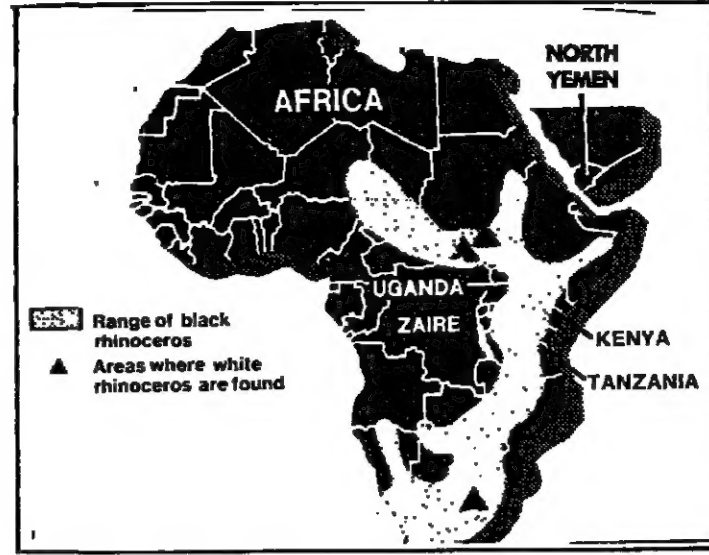 NORTH
YEMEN
AFRICA
UGANDA
ZAIRE
KENYA
TANZANIA
Range of black
rhinoceros
Areas where white
rhinoceros are found